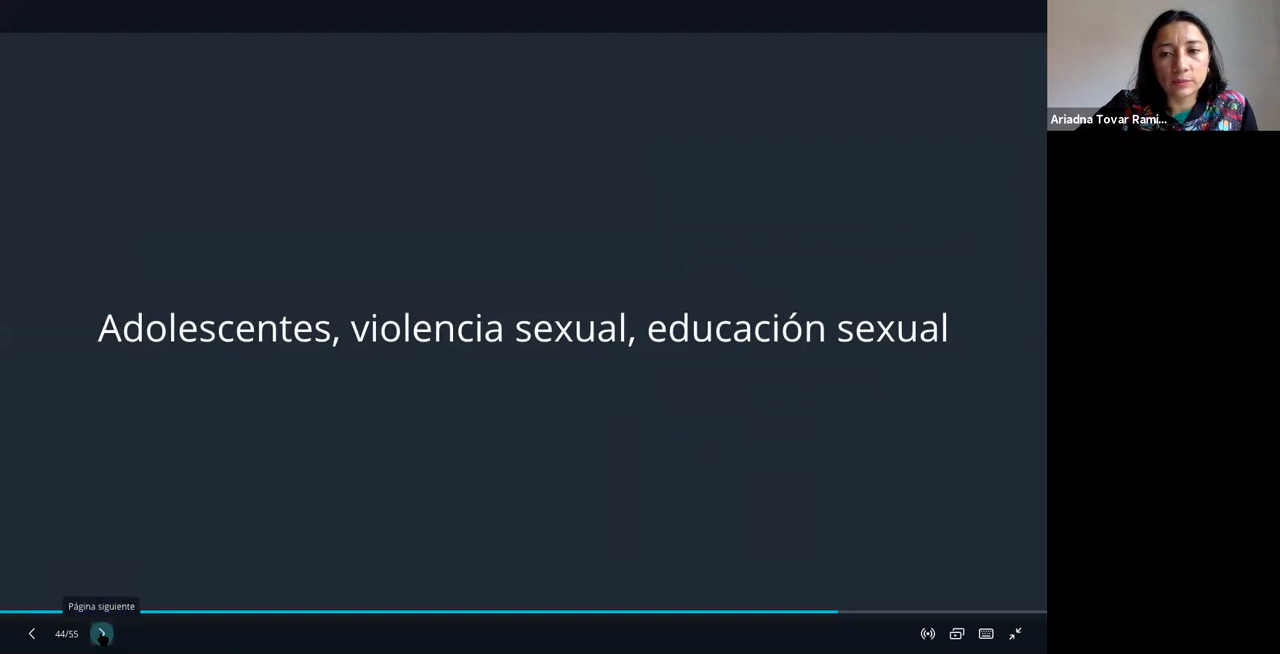 Ariadna Tovar Rami...
Adolescentes, violencia sexual, educación sexual
Página siguiente
44/55